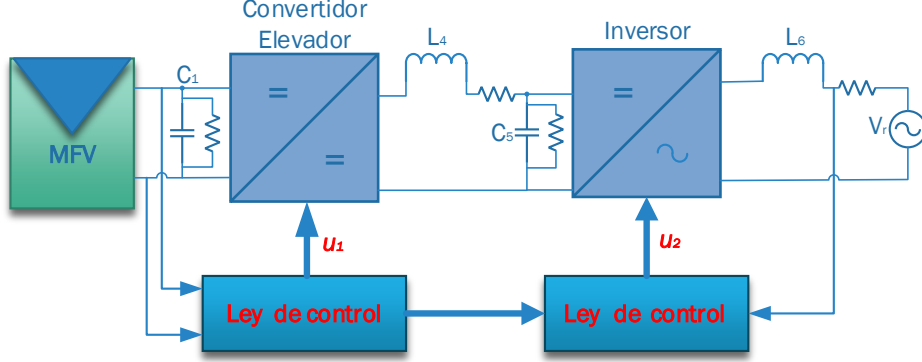 Convertidor
Elevador
L4
Inversor
L6
C1
=
=
MFV
C5
=
~
Vr
u1
u2
Ley de control
Ley de control